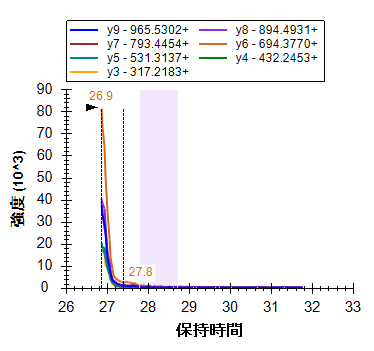 y9 - 965.5302+ y8 - 894.4931+
y7 - 793.4454+ y6 - 694.3770+
y5 - 531.3137+ y4 - 432.2453+
y3 - 317.2183+
90
26.9
80
70
60
50
40
30
20
10
27.8
0
強度 (10^3)
26 27 28 29 30 31 32 33
保持時間